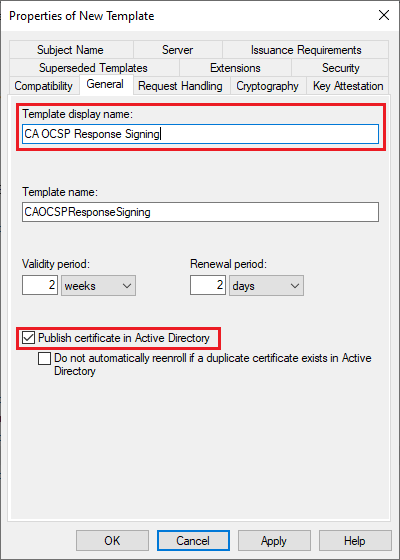 Properties of New Template
Subject Name
Server
Issuance Requirements
Superseded Templates
Extensions
Security
Compatibility
General
Request Handling
Cryptography
Key Attestation
Template display name:
CA OCSP Response Signing
Template name:
CAOCSPResponseSigning
Validity period:
Renewal period:
2 weeks
2 days
Publish certificate in Active Directory
Do not automatically reenroll if a duplicate certificate exists in Active
Directory
OK
Cancel
Apply
Help